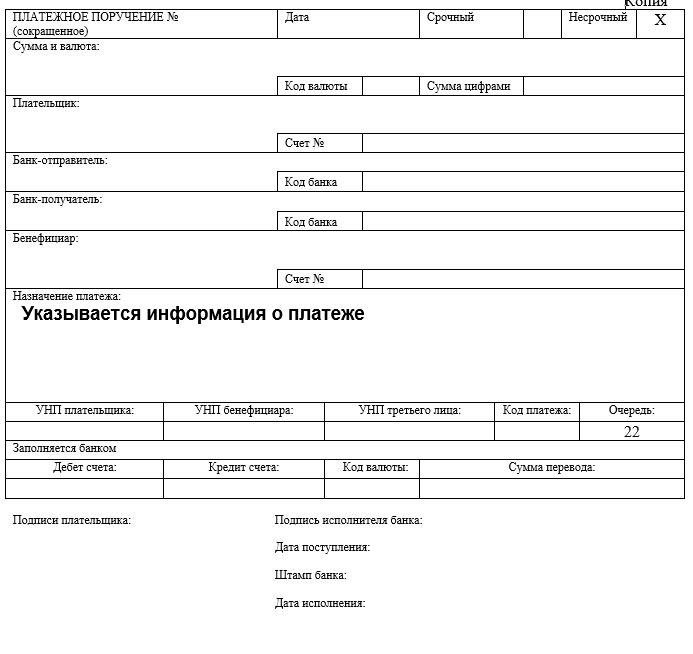 Копия
ПЛАТЕЖНОЕ ПОРУЧЕНИЕ № Дата Срочный Несрочный X
(сокращенное)
Сумма и валюта:
Код валюты Сумма цифрами
Плательщик:
Счет №
Банк-отправитель:
Код банка
Банк-получатель:
Код банка
Бенефициар:
Счет №
Назначение платежа:
Указывается информация о платеже
УНП плательщика: УНП бенефициара: УНП третьего лица: Код платежа: Очередь:
22
Заполняется банком
Дебет счета: Кредит счета: Код валюты: Сумма перевода:
Подписи плательщика: Подпись исполнителя банка:
Дата поступления:
Штамп банка:
Дата исполнения: